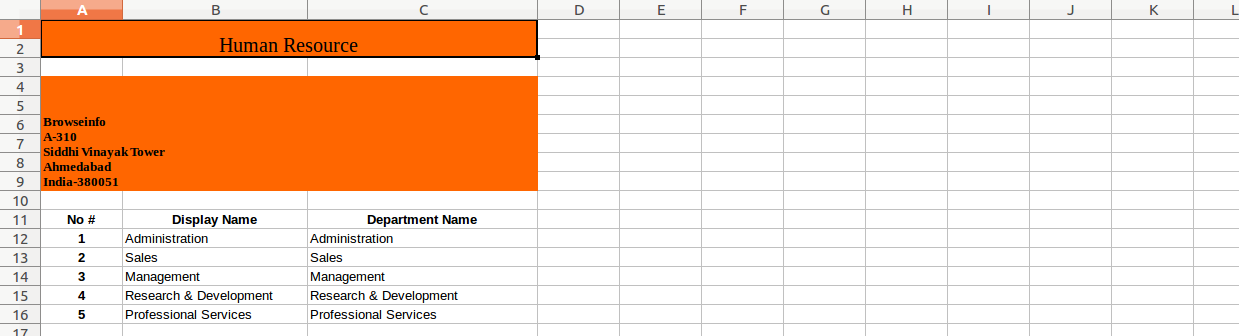 A B C D E F G H I J K L
1
2 Human Resource
3
4
5
6 Browseinfo
7 A-310
Siddhi Vinayak Tower
8 Ahmedabad
9 India-380051
10
11 No # Display Name Department Name
12 1 Administration Administration
13 2 Sales Sales
14 3 Management Management
15 4 Research & Development Research & Development
16 5 Professional Services Professional Services
17